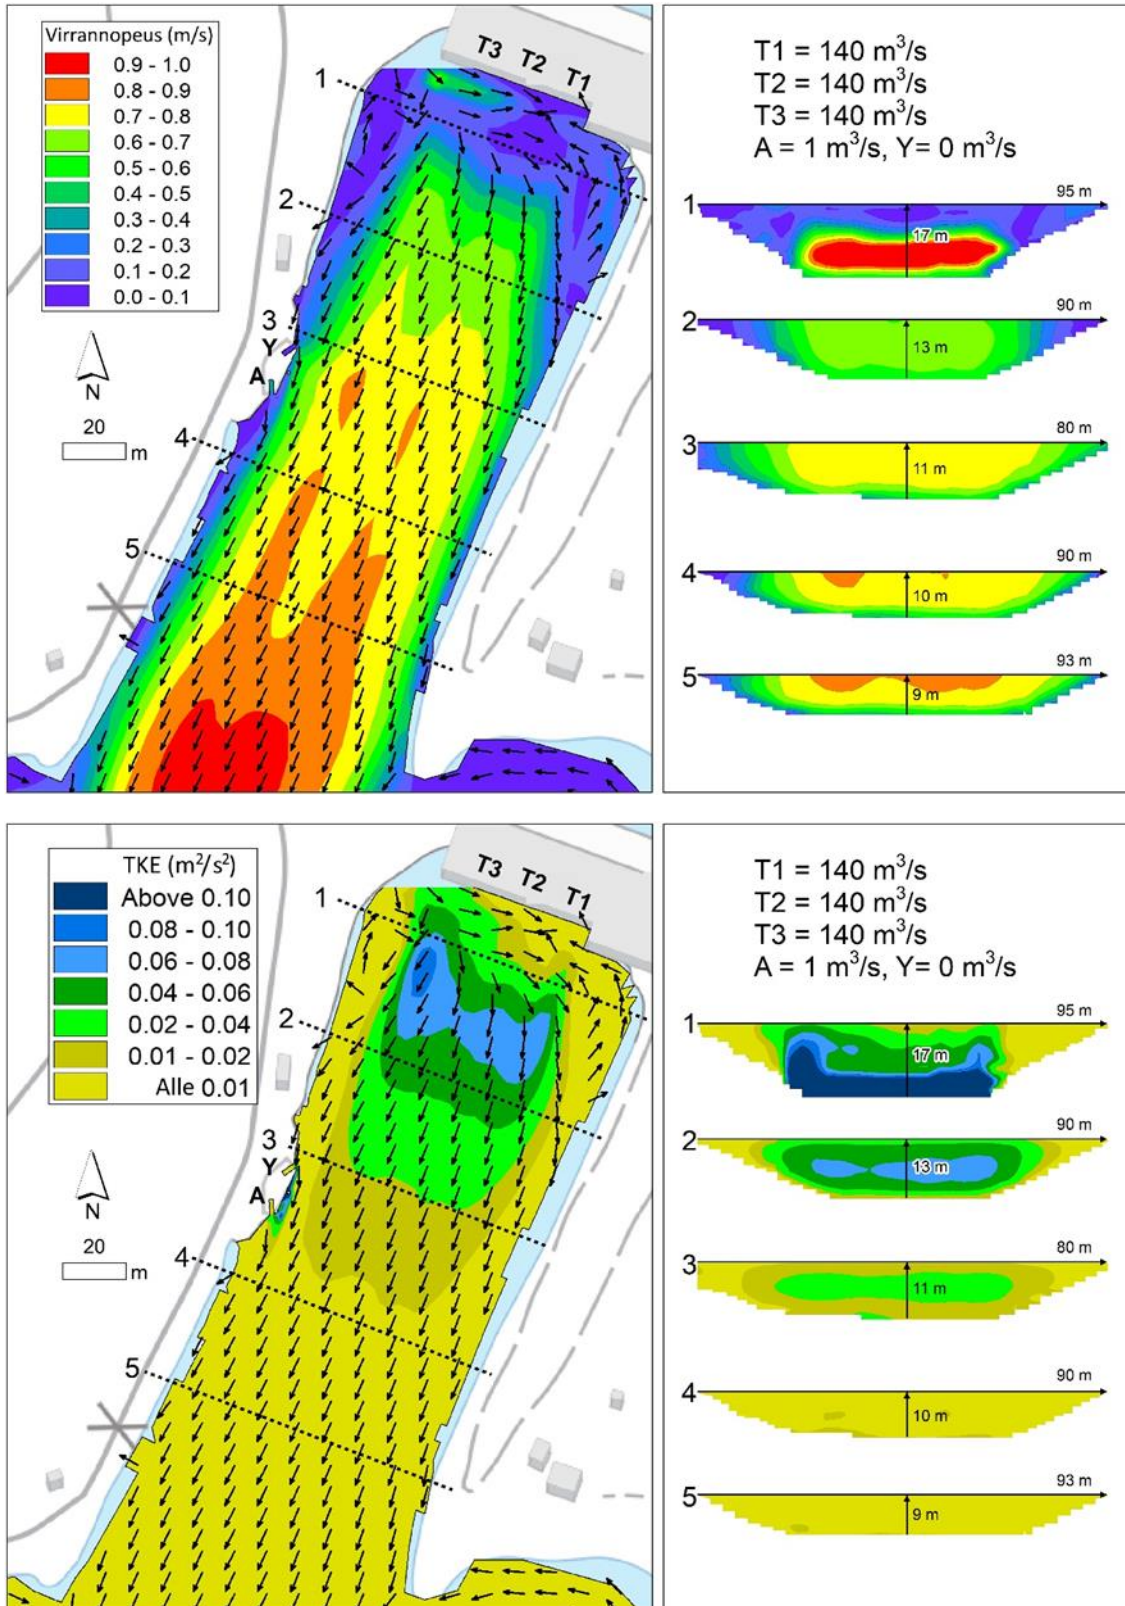 Virrannopeus (m/s)
0.9 - 1.0
0.8 - 0.9
0.7 - 0.8
0.6 - 0.7
0.5 - 0.6
0.4 - 0.5
0.3 - 0.4
0.2 - 0.3
0.1 - 0.2
0.0 - 0.1
N
20
m
T3 T2 T1
1
2
3
Y
A
4
5
T1 = 140 m³/s
T2 = 140 m³/s
T3 = 140 m³/s
A = 1 m³/s, Y= 0 m³/s
1 95 m
17 m
2 90 m
13 m
3 80 m
11 m
4 90 m
10 m
5 93 m
9 m
TKE (m²/s²)
Above 0.10
0.08 - 0.10
0.06 - 0.08
0.04 - 0.06
0.02 - 0.04
0.01 - 0.02
Alle 0.01
N
20
m
T3 T2 T1
1
2
3
Y
A
4
5
T1 = 140 m³/s
T2 = 140 m³/s
T3 = 140 m³/s
A = 1 m³/s, Y= 0 m³/s
1 95 m
17 m
2 90 m
13 m
3 80 m
11 m
4 90 m
10 m
5 93 m
9 m